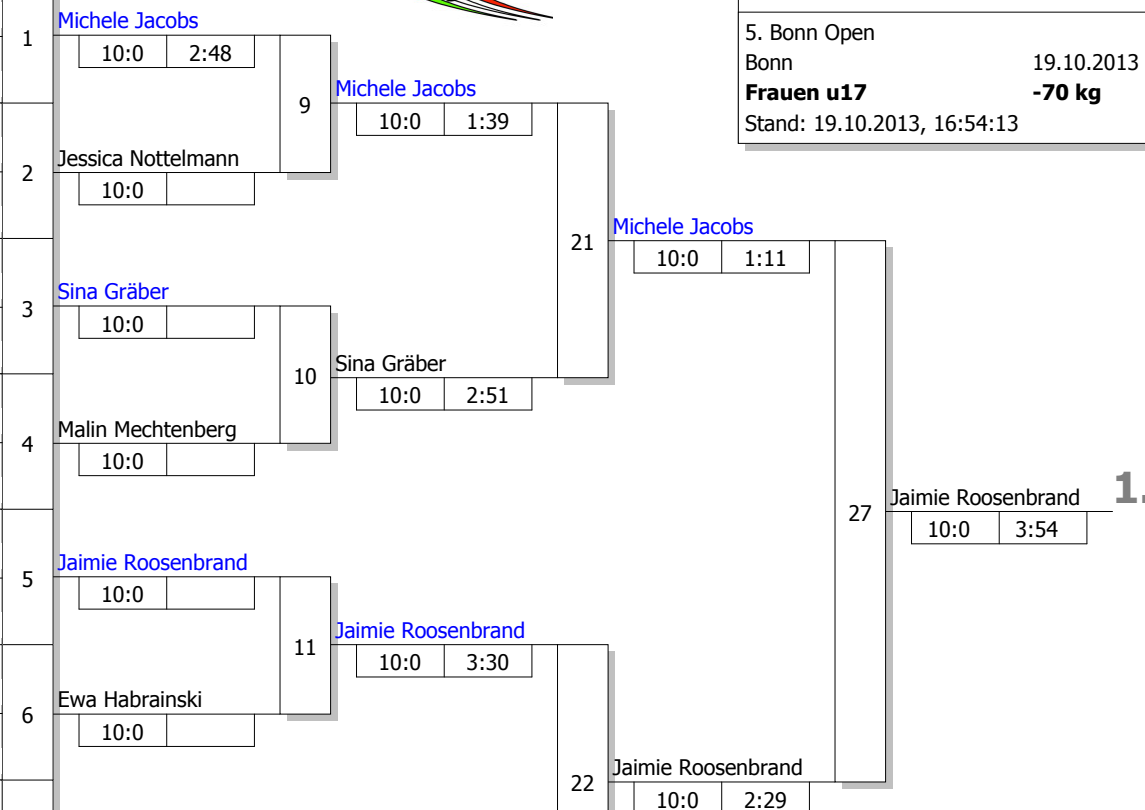 5. Bonn Open
Bonn 19.10.2013
Frauen u17 -70 kg
Stand: 19.10.2013, 16:54:13
1
Michele Jacobs
10:0 2:48
2
Jessica Nottelmann
10:0
9
Michele Jacobs
10:0 1:39
3
Sina Gräber
10:0
4
Malin Mechtenberg
10:0
10
Sina Gräber
10:0 2:51
21
Michele Jacobs
10:0 1:11
5
Jaimie Roosenbrand
10:0
6
Ewa Habrainski
10:0
11
Jaimie Roosenbrand
10:0 3:30
22
Jaimie Roosenbrand
10:0 2:29
27
Jaimie Roosenbrand 1.
10:0 3:54